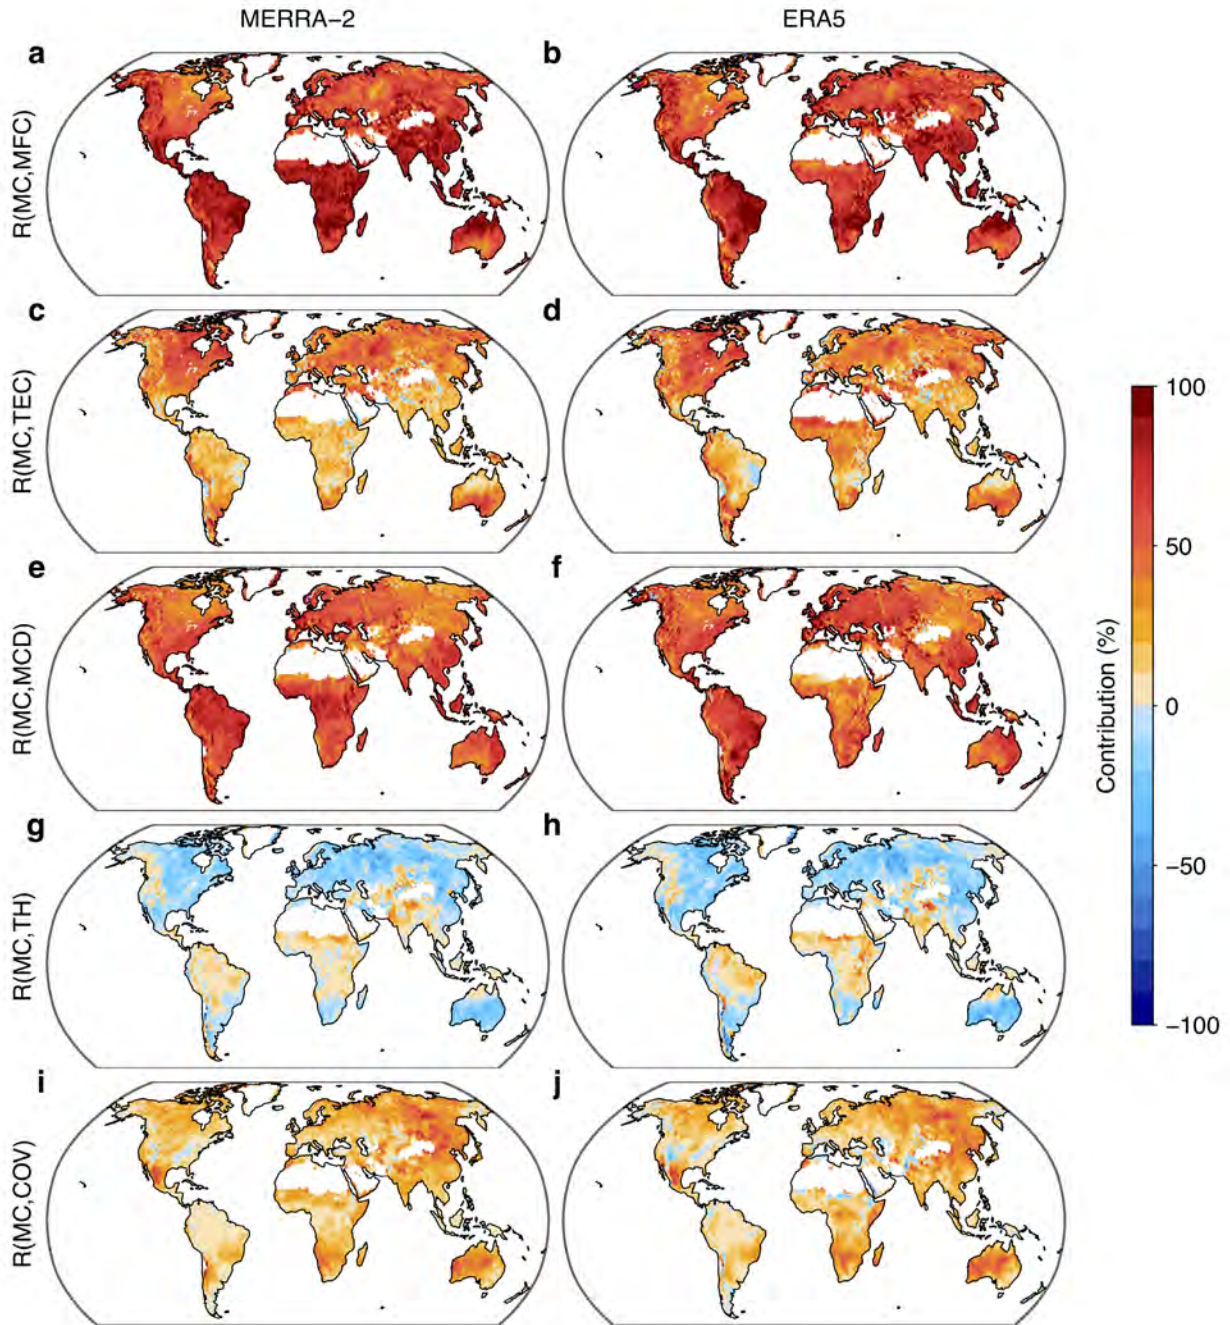 MERRA−2 ERA5
a b
R(MC,MFC)
c d
R(MC,TEC)
e f
R(MC,MCD)
g h
R(MC,TH)
i j
R(MC,COV)
100
50
0
−50
−100
Contribution (%)